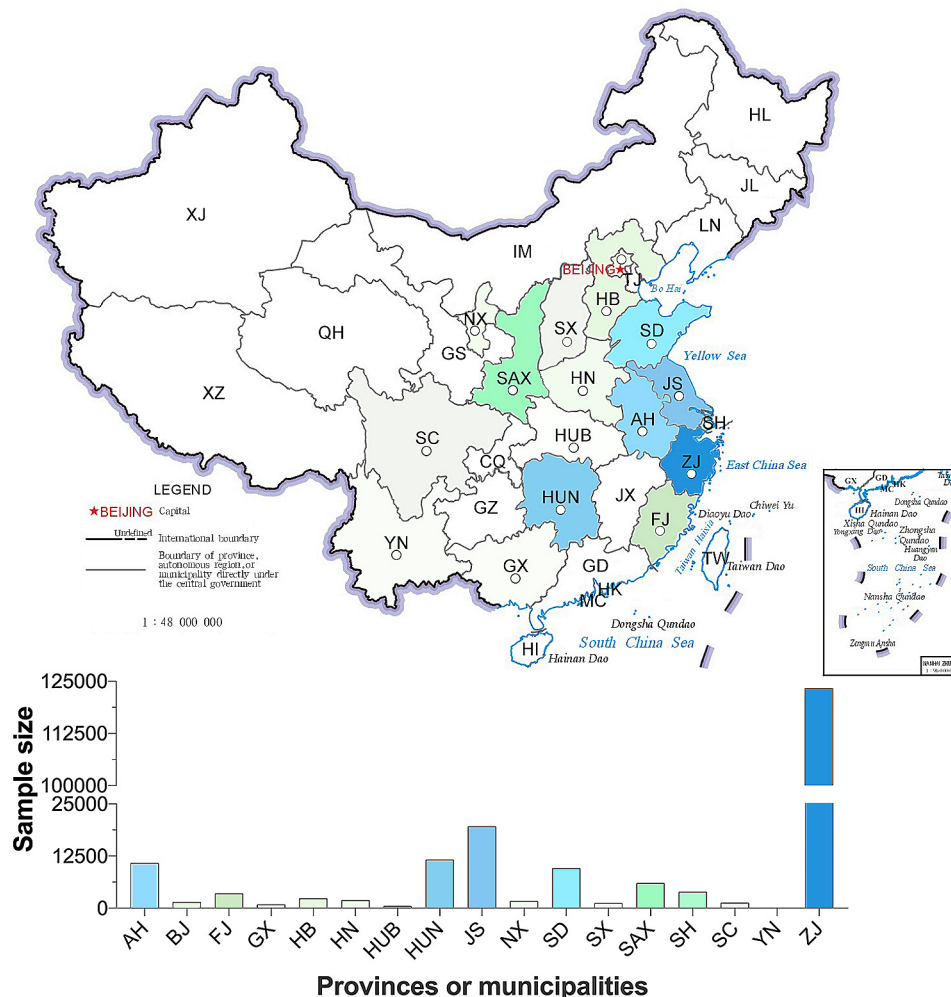 HL
JL
LN
XJ
IM
BEIJING
TJ
Bo Hai
HB
NX
QH
SX
SD
GS
Yellow Sea
SAX
HN
JS
XZ
AH
SH
SC
HUB
CQ
ZJ
East China Sea
LEGEND
HUN
JX
GZ
BEIJING Capital
Diaoyu Dao
Chiwei Yu
FJ
Undefined
International boundary
YN
Taiwan Haixia
Boundary of province,
autonomous region,or
municipality directly under
the central government
GX
GD
TW
Taiwan Dao
HK
MC
1 : 48 000 000
Dongsha Qundao
South China Sea
HI
Hainan Dao
GX
GD
HK
MC
Dongsha Qundao
HI
Hainan Dao
Xisha Qundao
Yongxing Dao
Zhongsha
Qundao
Huangyan
Dao
South China Sea
Nansha Qundao
Zengmu Ansha
Sample size
125000
112500
100000
25000
12500
0
AH
BJ
FJ
GX
HB
HN
HUB
HUN
JS
NX
SD
SX
SAX
SH
SC
YN
ZJ
Provinces or municipalities